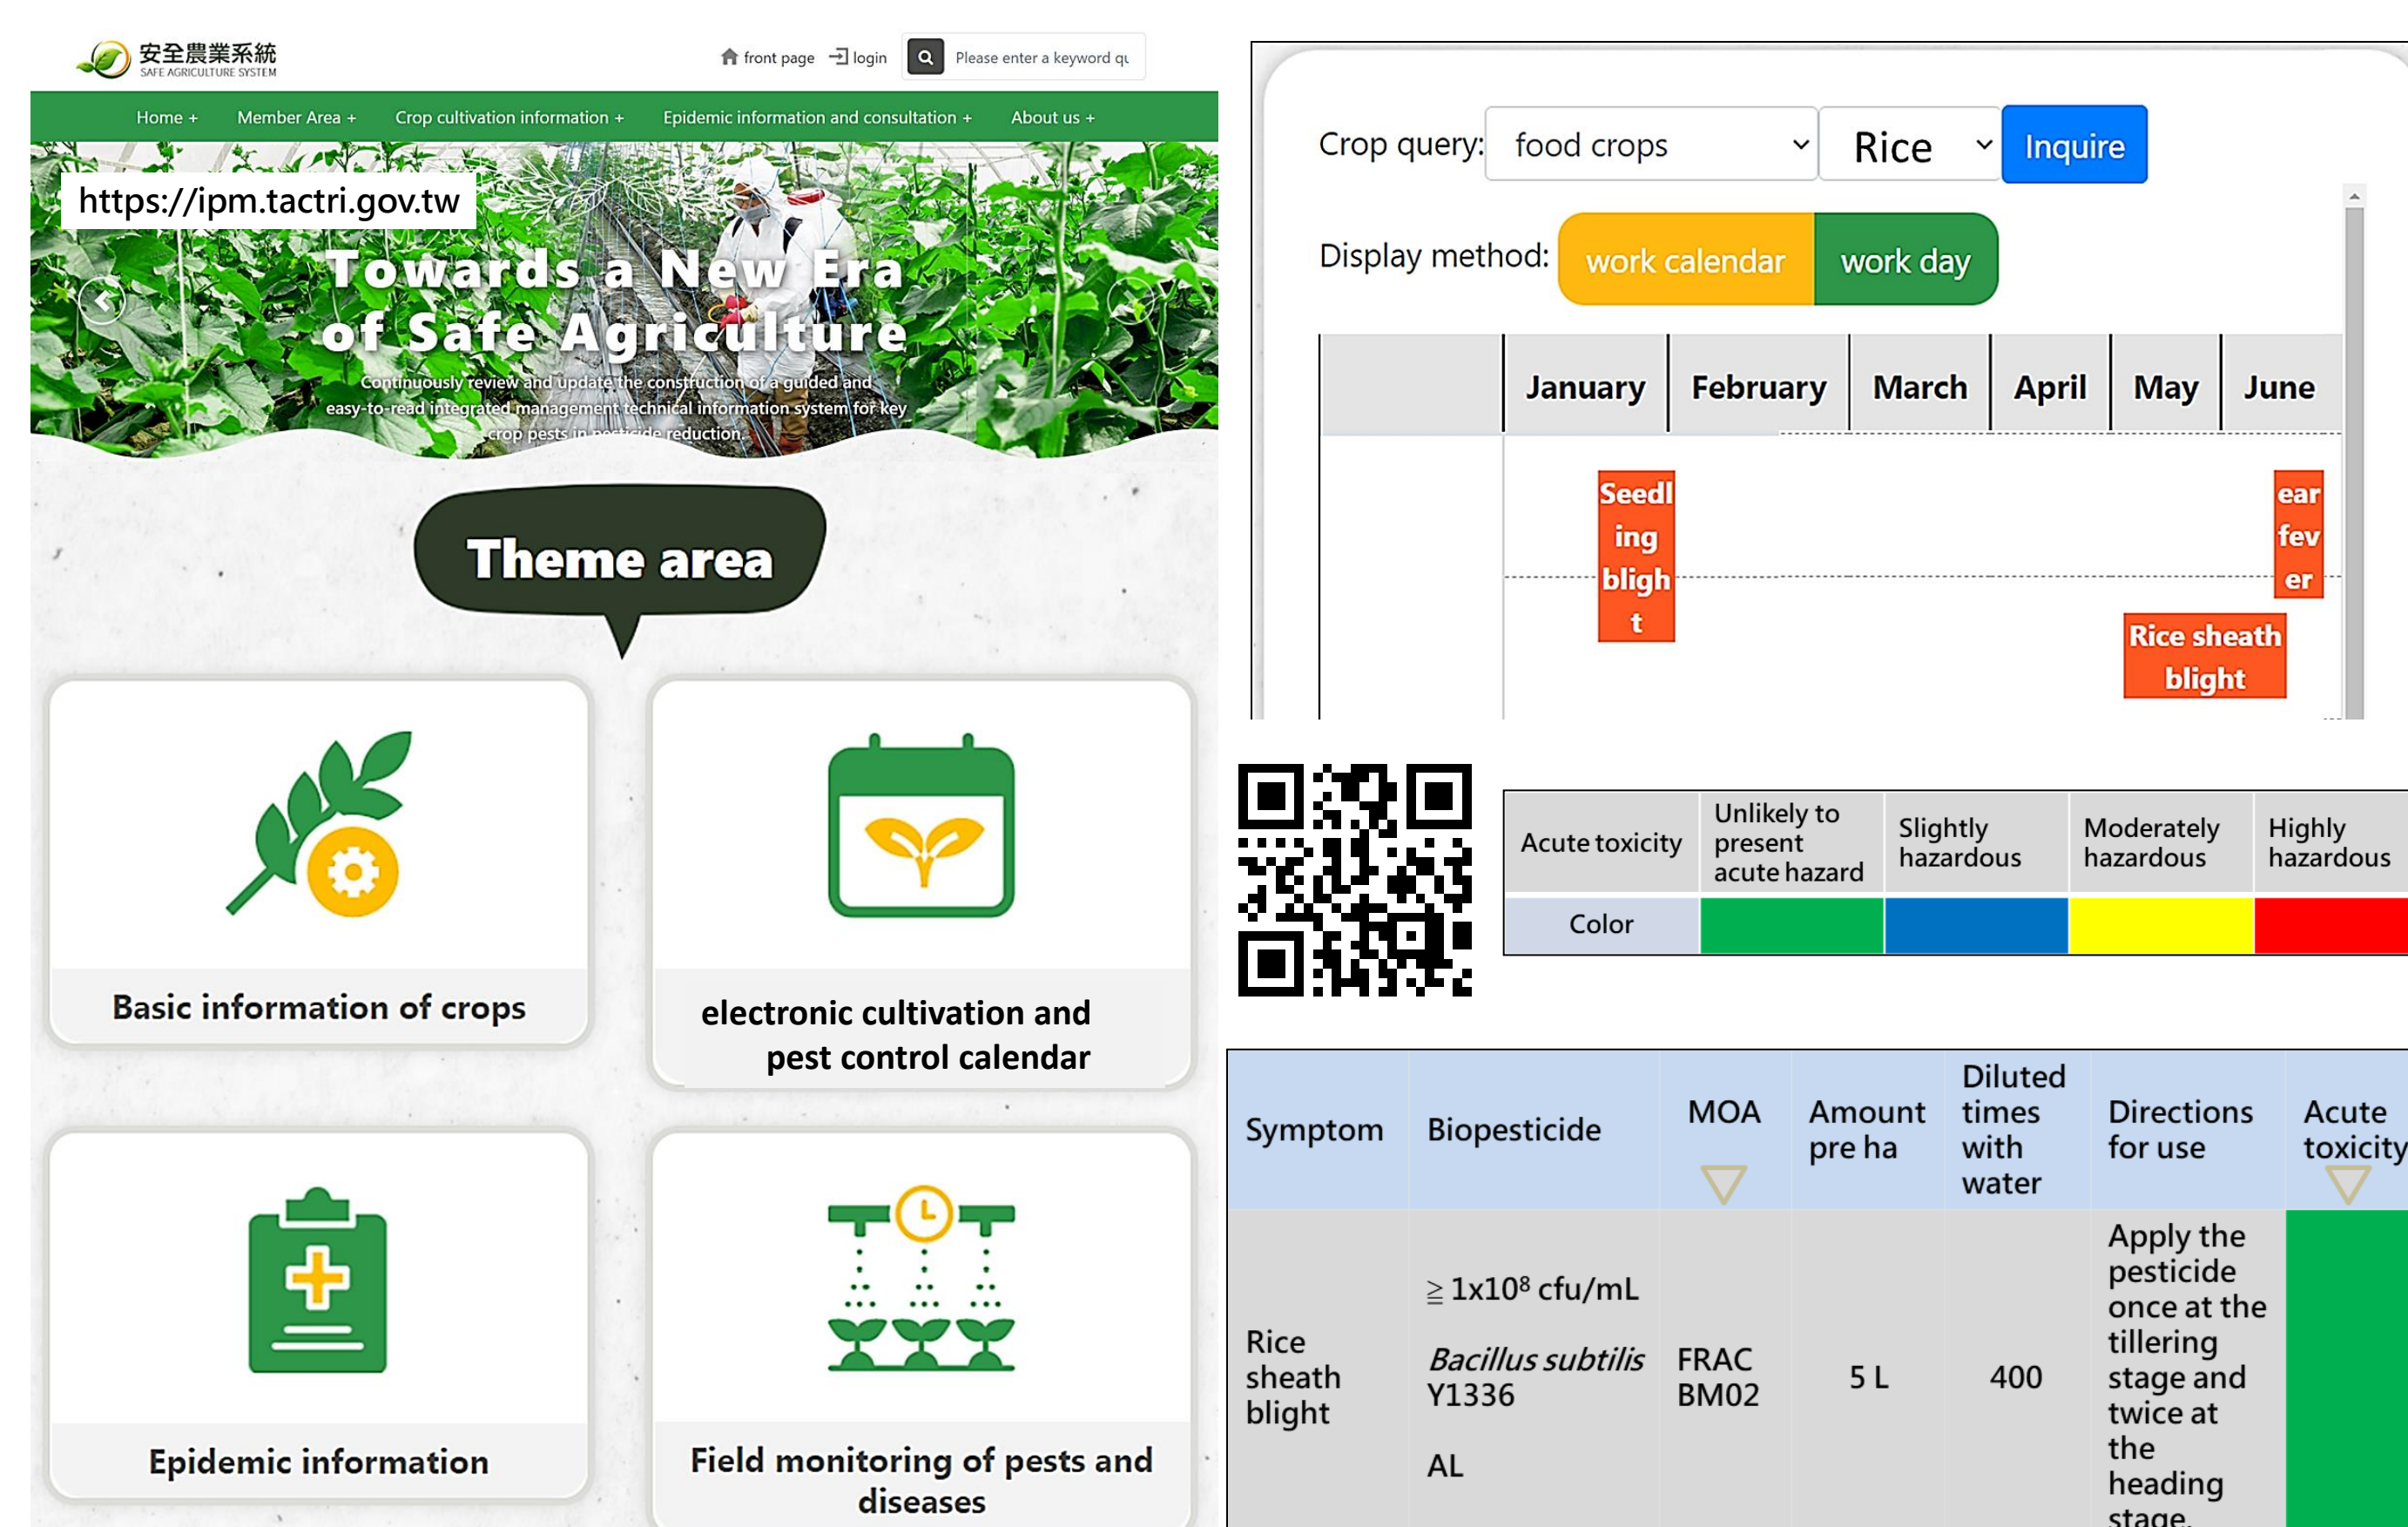 安全農業系統
SAFE AGRICULTURE SYSTEM
front page
login
Please enter a keyword qu
Home +
Member Area +
Crop cultivation information +
Epidemic information and consultation +
About us +
https://ipm.tactri.gov.tw
Towards a New Era
of Safe Agriculture
Continuously review and update the construction of a guided and
easy-to-read integrated management technical information system for key
crop pests in pesticide reduction.
Theme area
Basic information of crops
electronic cultivation and
pest control calendar
Epidemic information
Field monitoring of pests and
diseases
Crop query:
food crops
Rice
Inquire
Display method:
work calendar
work day
January
February
March
April
May
June
Seedl
ing
bligh
t
ear
fev
er
Rice sheath
blight
Acute toxicity
Unlikely to
present
acute hazard
Slightly
hazardous
Moderately
hazardous
Highly
hazardous
Color
Symptom
Biopesticide
MOA
Amount
pre ha
Diluted
times
with
water
Directions
for use
Acute
toxicity
Rice
sheath
blight
≧ 1x10⁸ cfu/mL
Bacillus subtilis
Y1336
AL
FRAC
BM02
5 L
400
Apply the
pesticide
once at the
tillering
stage and
twice at
the
heading
stage.